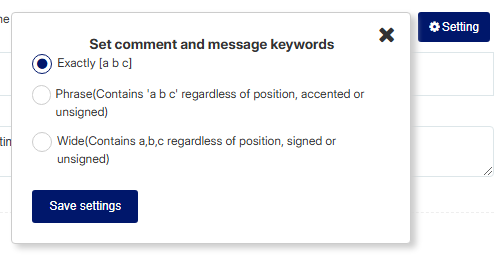 ne
Setting
Set comment and message keywords
Exactly [a b c]
Phrase(Contains 'a b c' regardless of position, accented or
unsigned)
tin
Wide(Contains a,b,c regardless of position, signed or
unsigned)
Save settings